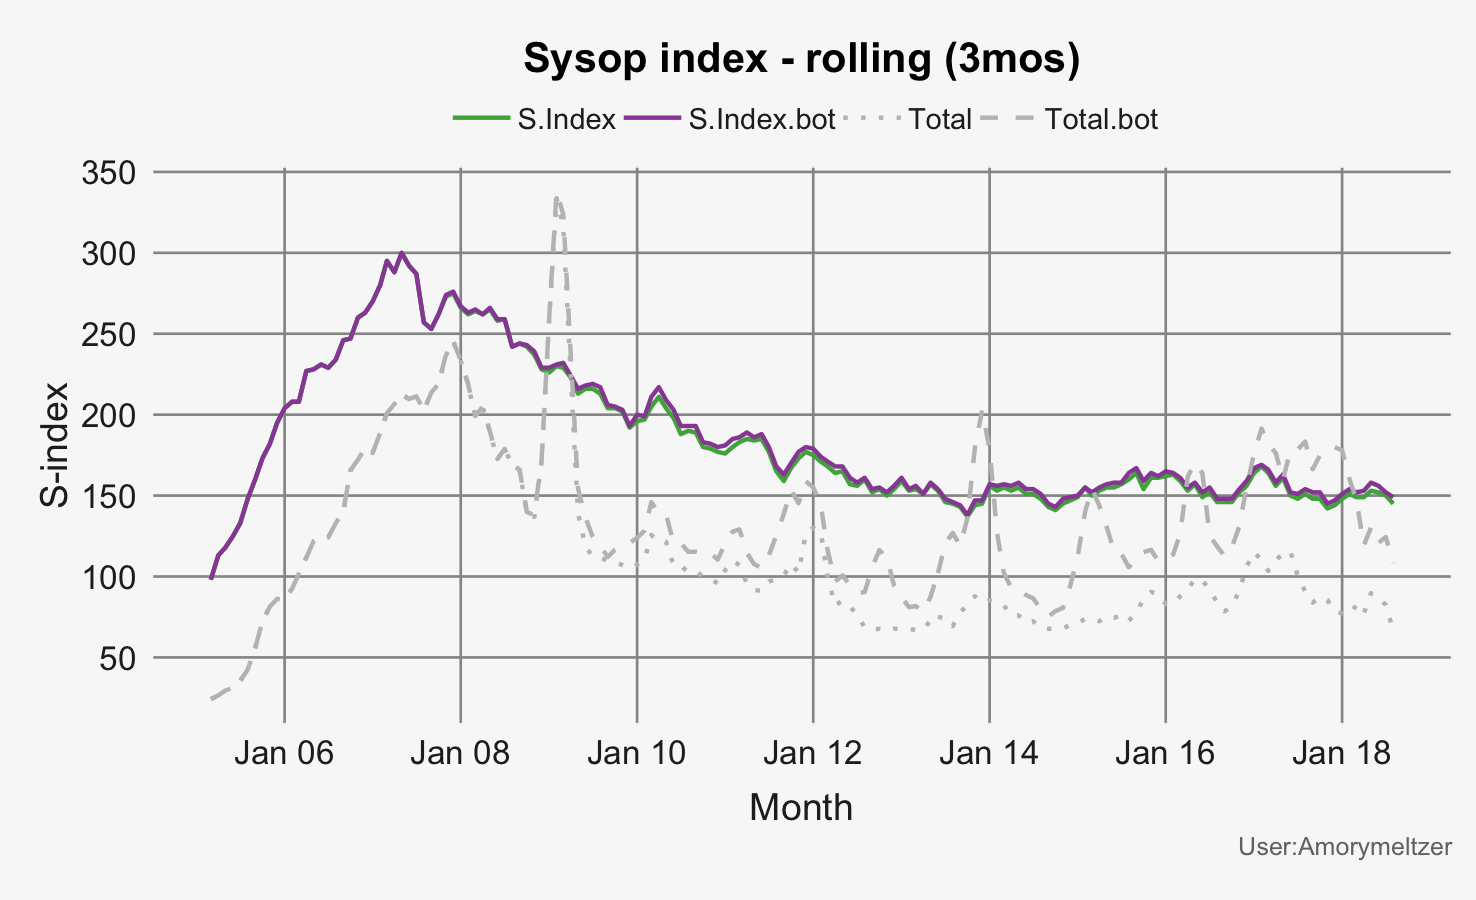 Sysop index - rolling (3mos)
S.Index S.Index.bot Total Total.bot
350
300
250
200
150
100
50
S-index
Jan 06 Jan 08 Jan 10 Jan 12 Jan 14 Jan 16 Jan 18
Month
User:Amorymeltzer